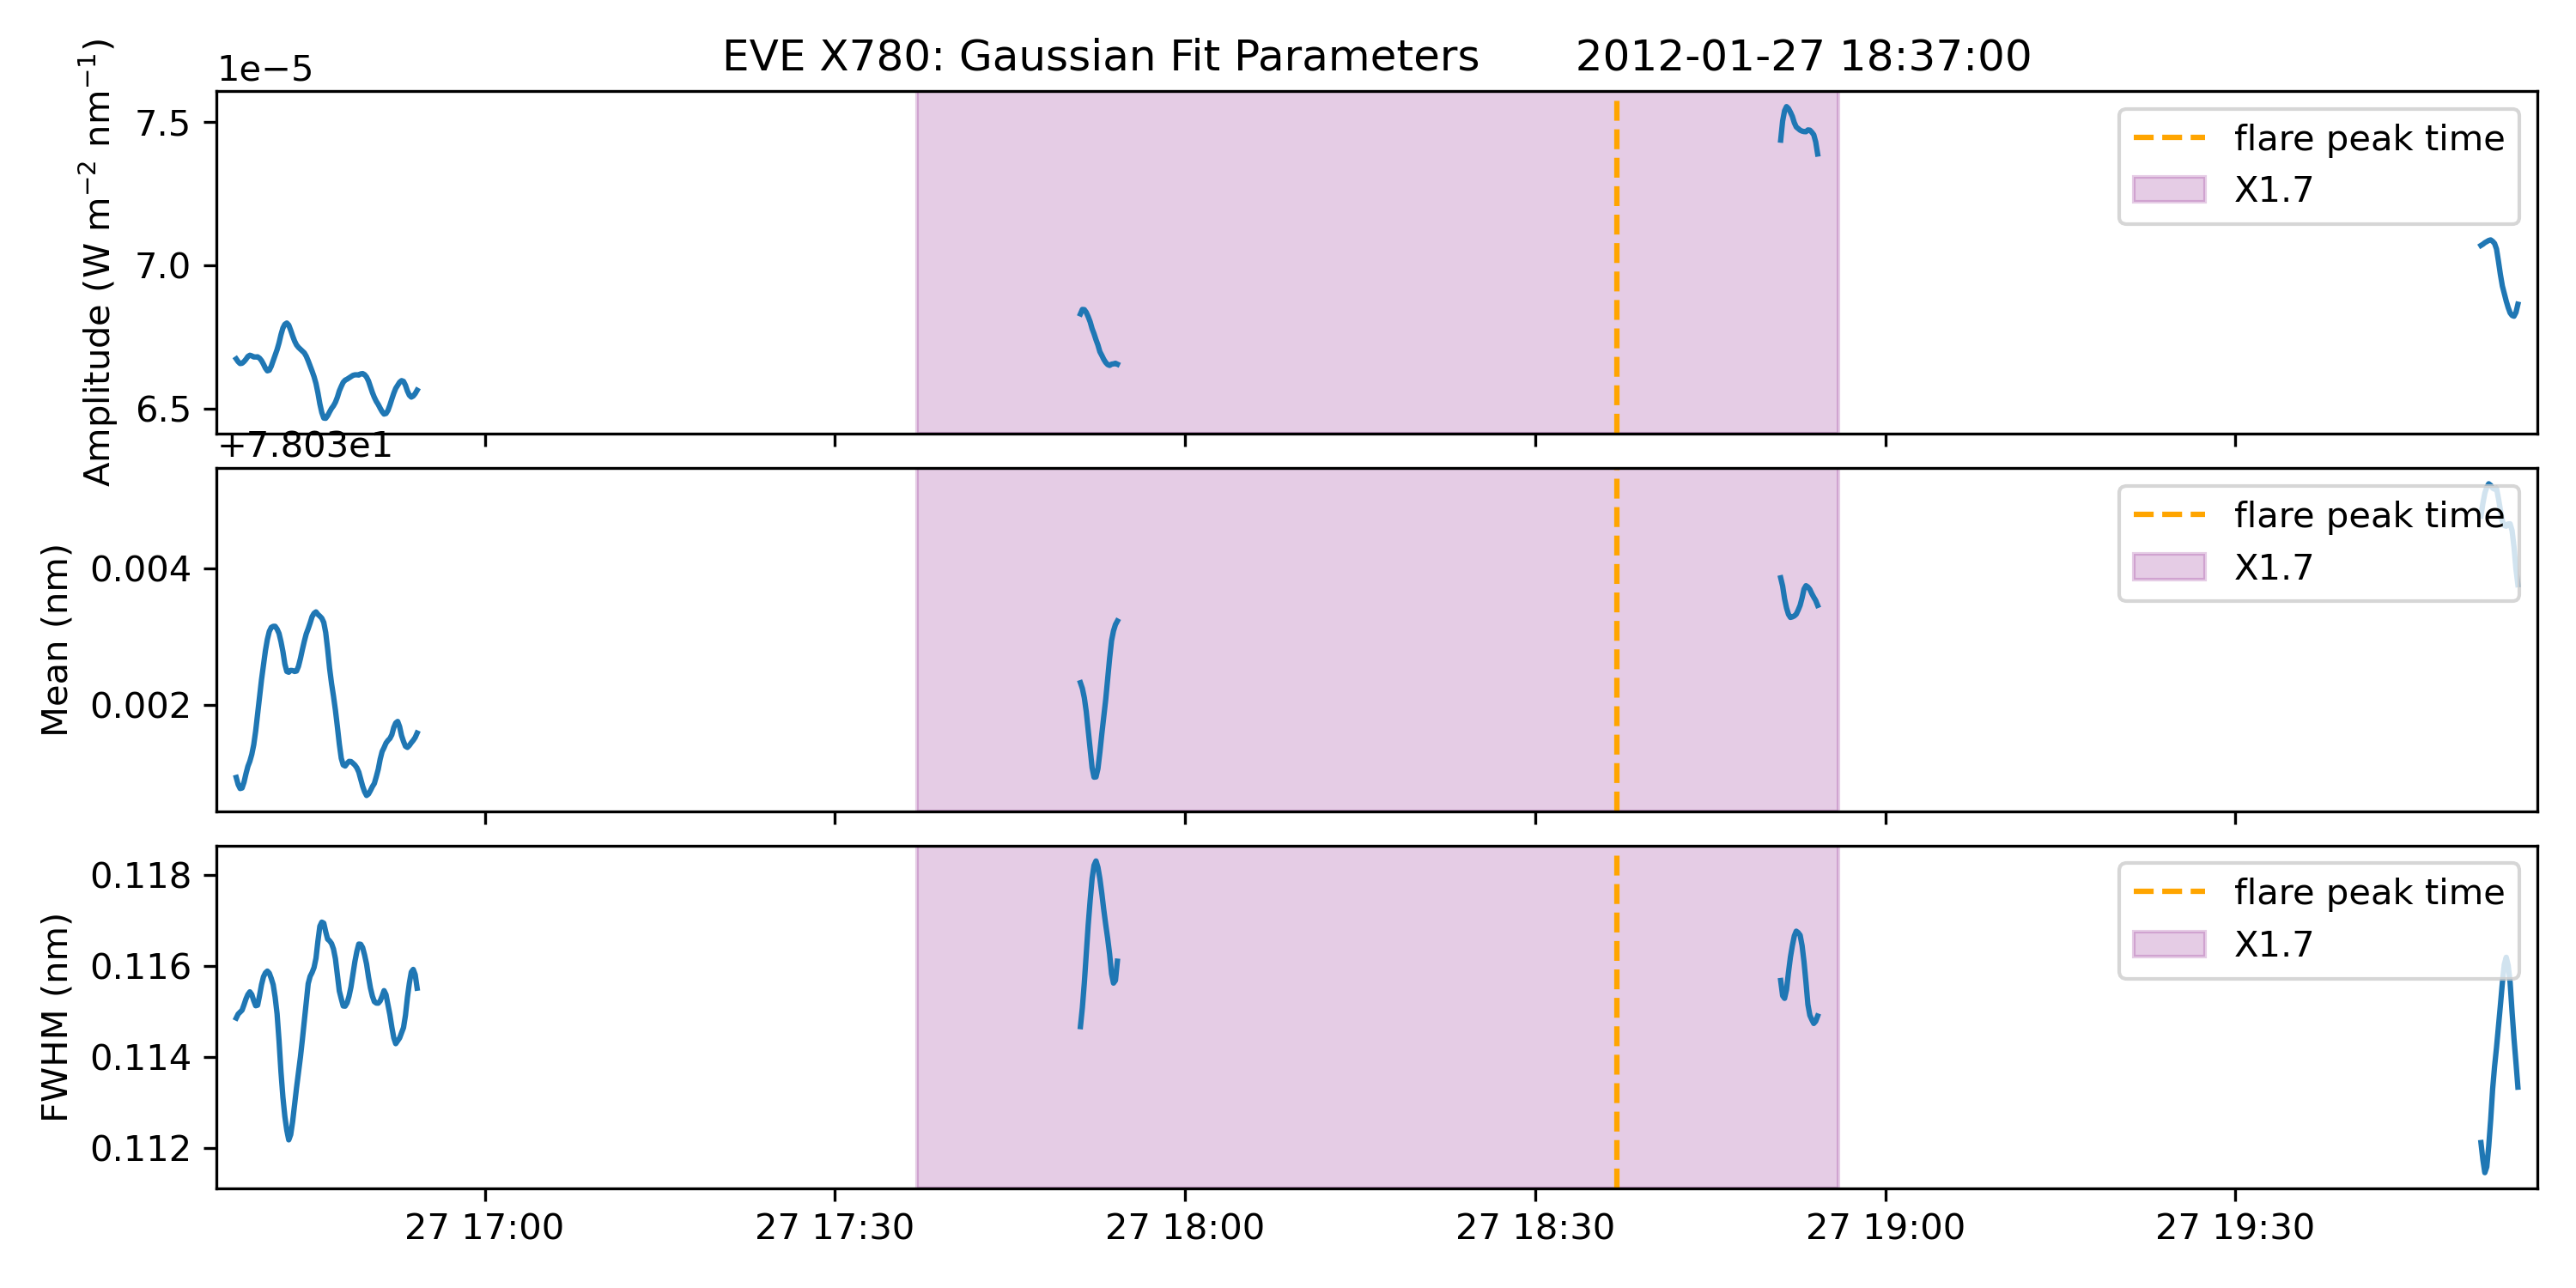 EVE X780: Gaussian Fit Parameters 2012-01-27 18:37:00
1e−5
Amplitude (W m⁻² nm⁻¹)
7.5
7.0
6.5
flare peak time
X1.7
+7.803e1
Mean (nm)
0.004
0.002
flare peak time
X1.7
FWHM (nm)
0.118
0.116
0.114
0.112
flare peak time
X1.7
27 17:00 27 17:30 27 18:00 27 18:30 27 19:00 27 19:30